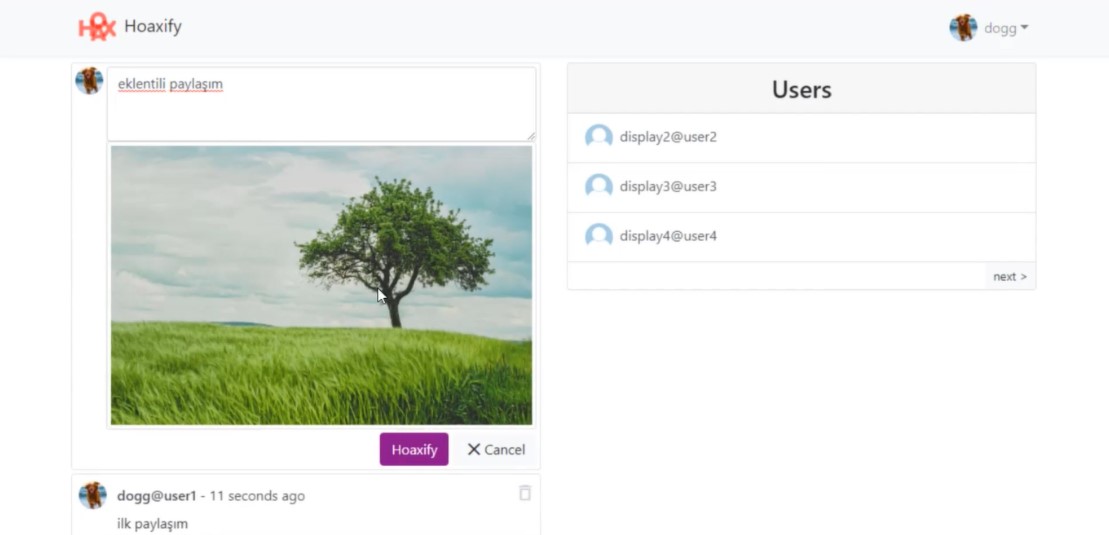 HOAX Hoaxify
dogg
eklentili paylaşım
Hoaxify
Cancel
dogg@user1 - 11 seconds ago
ilk paylaşım
Users
display2@user2
display3@user3
display4@user4
next >